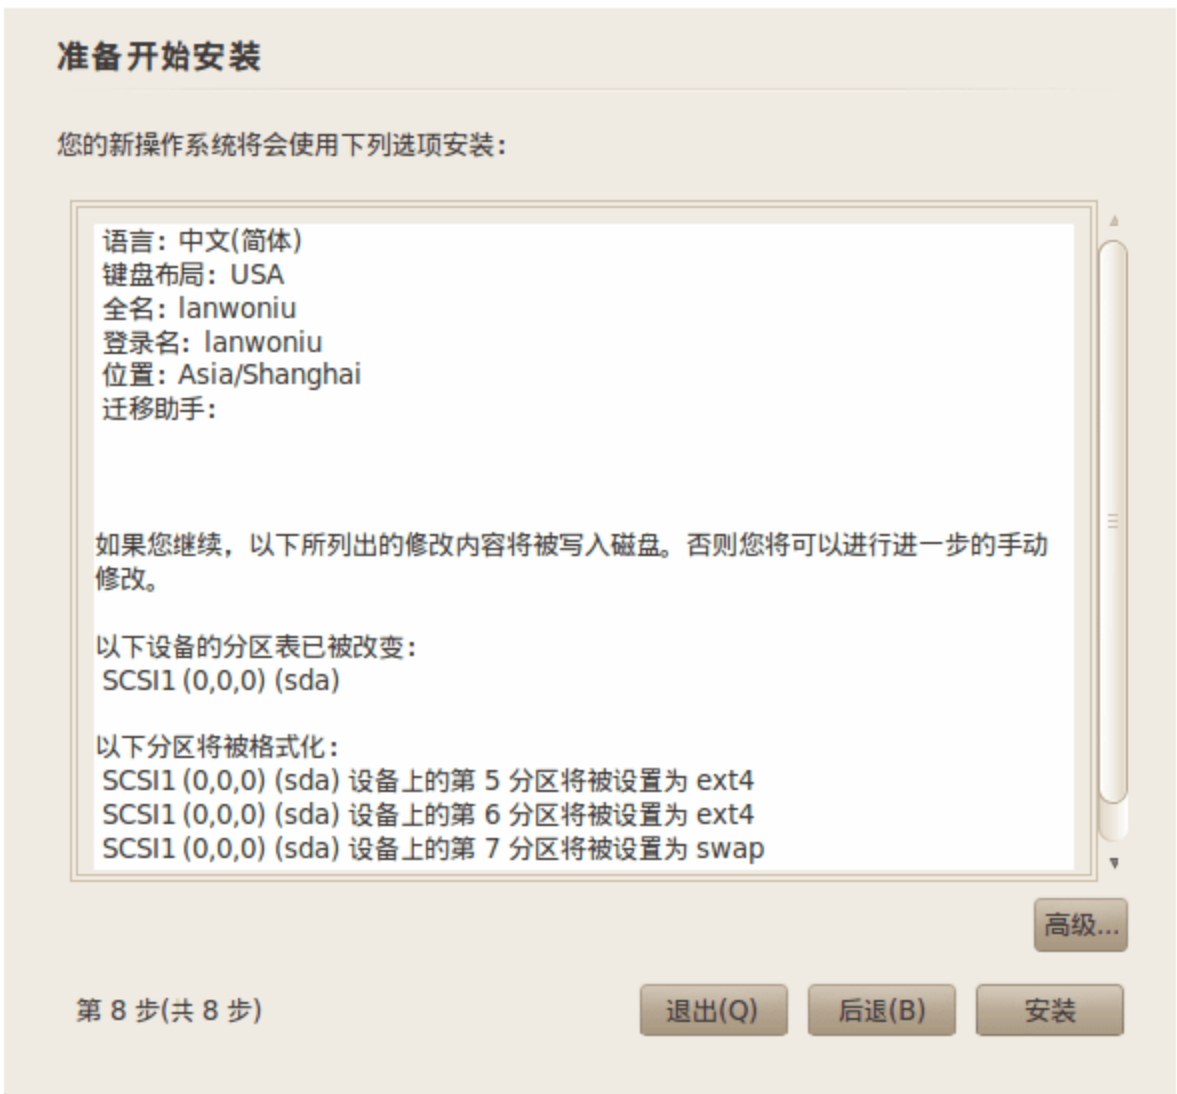 准备开始安装
您的新操作系统将会使用下列选项安装：
语言：中文(简体)
键盘布局：USA
全名：lanwoniu
登录名：lanwoniu
位置：Asia/Shanghai
迁移助手：
如果您继续，以下所列出的修改内容将被写入磁盘。否则您将可以进行进一步的手动
修改。
以下设备的分区表已被改变：
SCSI1 (0,0,0) (sda)
以下分区将被格式化：
SCSI1 (0,0,0) (sda) 设备上的第 5 分区将被设置为 ext4
SCSI1 (0,0,0) (sda) 设备上的第 6 分区将被设置为 ext4
SCSI1 (0,0,0) (sda) 设备上的第 7 分区将被设置为 swap
高级...
第 8 步(共 8 步) 退出(Q) 后退(B) 安装